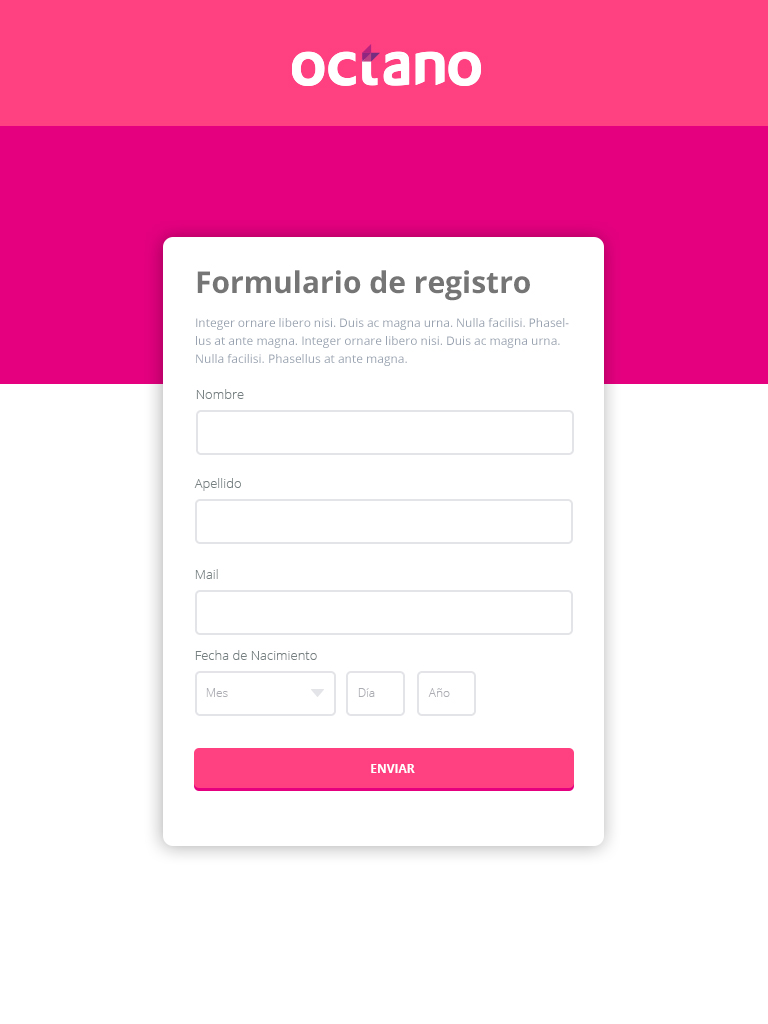 octano
Formulario de registro
Integer ornare libero nisi. Duis ac magna urna. Nulla facilisi. Phasel-
lus at ante magna. Integer ornare libero nisi. Duis ac magna urna.
Nulla facilisi. Phasellus at ante magna.
Nombre
Apellido
Mail
Fecha de Nacimiento
Mes Día Año
ENVIAR